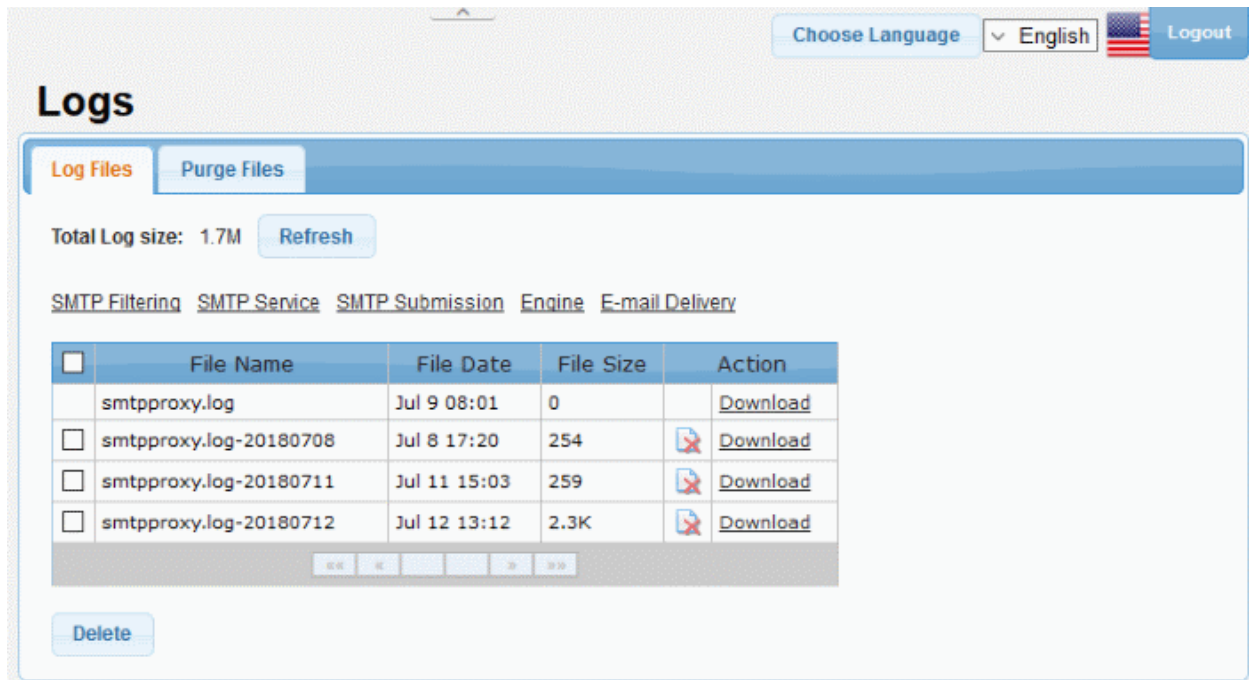 Choose Language English Logout
Logs
Log Files Purge Files
Total Log size: 1.7M Refresh
SMTP Filtering SMTP Service SMTP Submission Engine E-mail Delivery
File Name File Date File Size Action
smtpproxy.log Jul 9 08:01 0 Download
smtpproxy.log-20180708 Jul 8 17:20 254 Download
smtpproxy.log-20180711 Jul 11 15:03 259 Download
smtpproxy.log-20180712 Jul 12 13:12 2.3K Download
«« « » »»
Delete